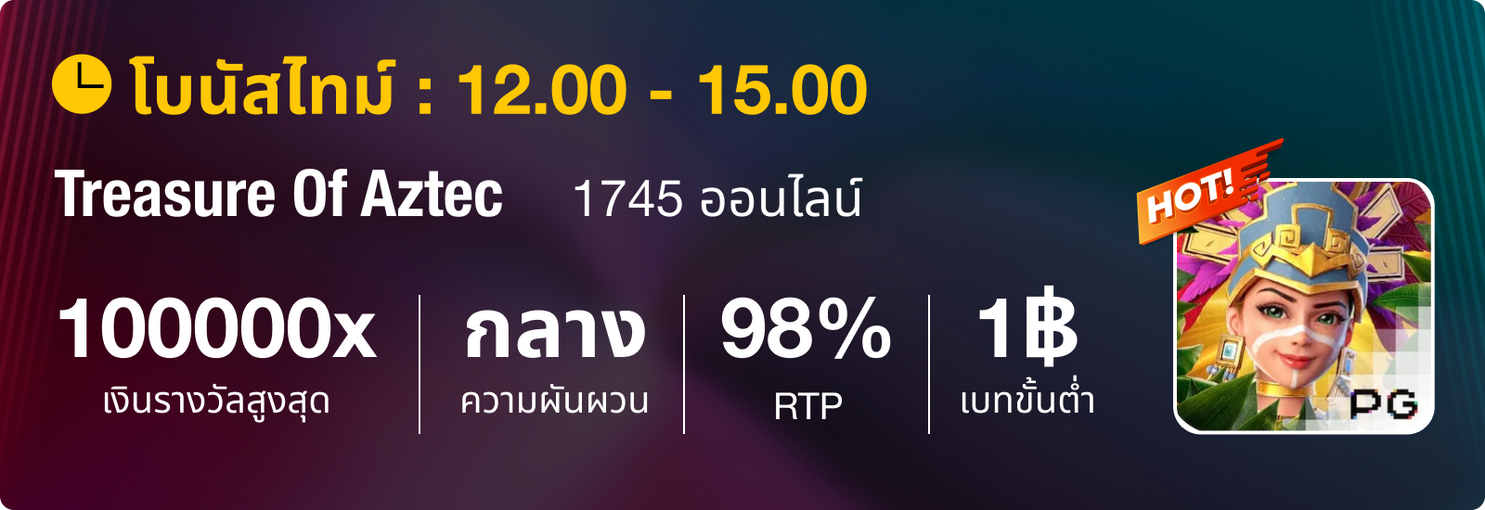 โบนัสไทม์ : 12.00 - 15.00
Treasure Of Aztec 1745 ออนไลน์
HOT!
100000x กลาง 98% 1฿
เงินรางวัลสูงสุด ความผันผวน RTP เบทขั้นต่ำ
PG